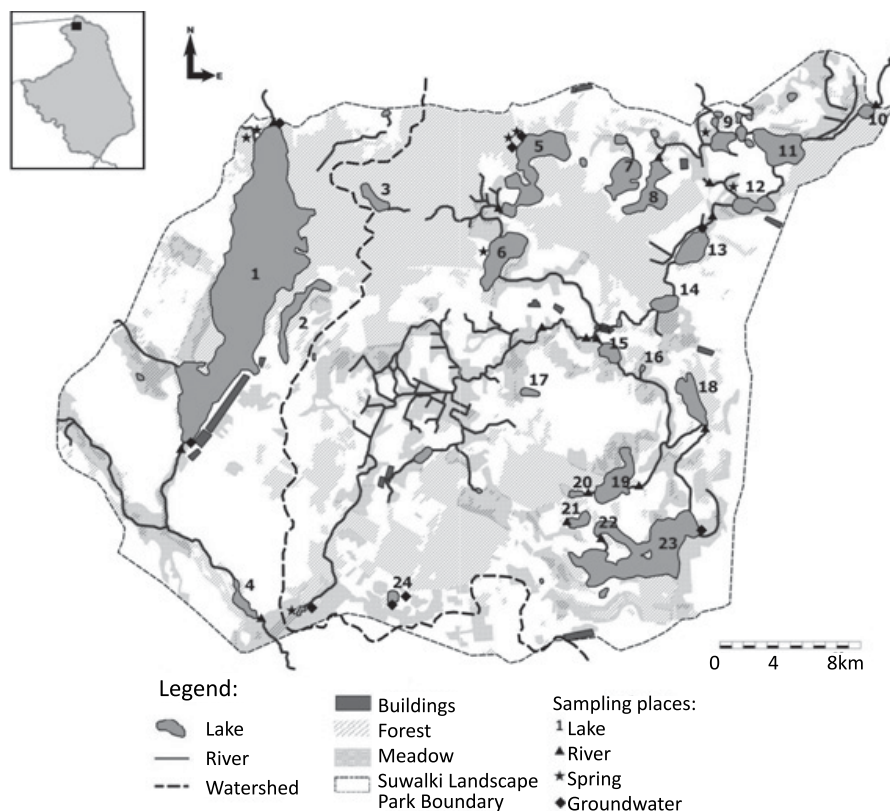 N
E
1
2
3
4
5
6
7
8
9
10
11
12
13
14
15
16
17
18
19
20
21
22
23
24
0 4 8km
Legend:
Lake
River
Watershed
Buildings
Forest
Meadow
Suwalki Landscape
Park Boundary
Sampling places:
1 Lake
River
Spring
Groundwater